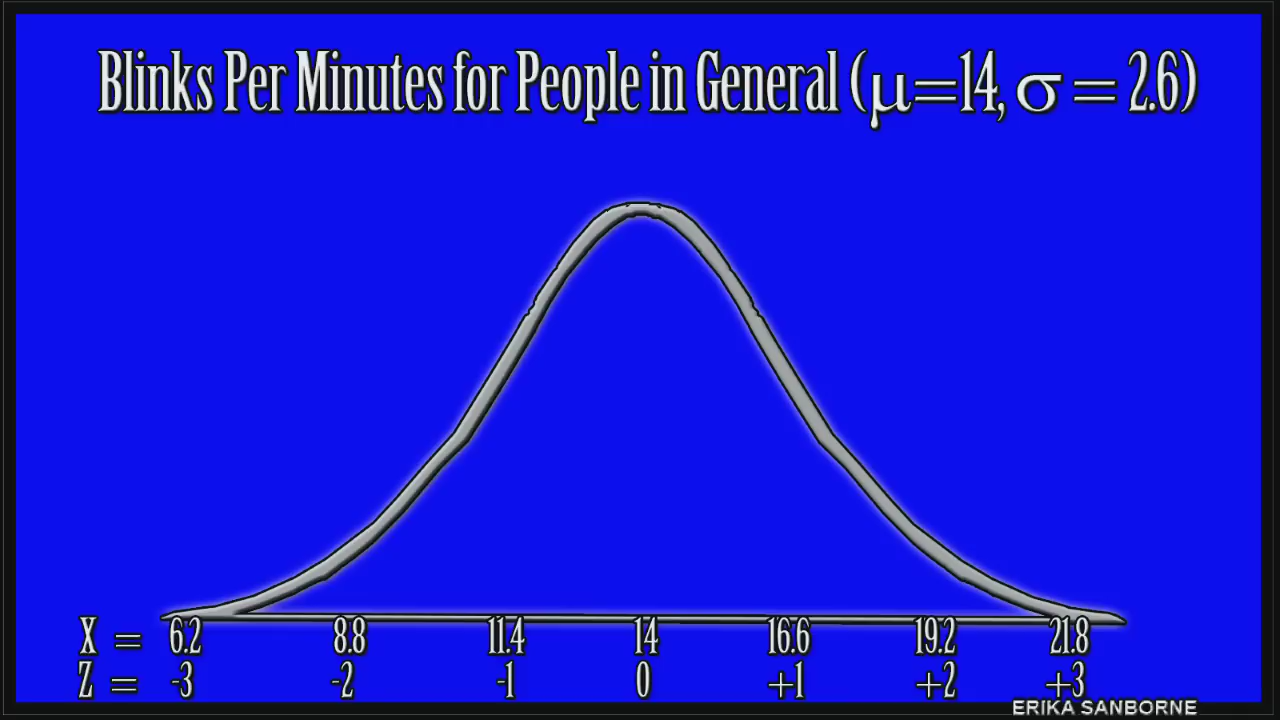 Blinks Per Minutes for People in General (μ=14, σ = 2.6)
X = 6.2 8.8 11.4 14 16.6 19.2 21.8
Z = -3 -2 -1 0 +1 +2 +3
ERIKA SANBORNE